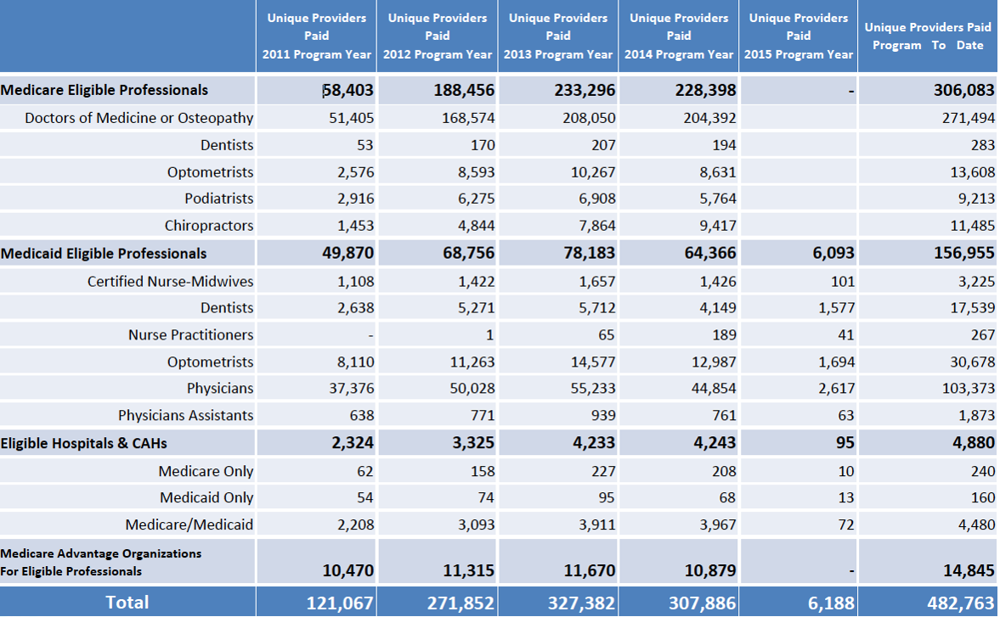 Unique Providers Paid 2011 Program Year Unique Providers Paid 2012 Program Year Unique Providers Paid 2013 Program Year Unique Providers Paid 2014 Program Year Unique Providers Paid 2015 Program Year Unique Providers Paid Program To Date
Medicare Eligible Professionals 58,403 188,456 233,296 228,398 - 306,083
Doctors of Medicine or Osteopathy 51,405 168,574 208,050 204,392 271,494
Dentists 53 170 207 194 283
Optometrists 2,576 8,593 10,267 8,631 13,608
Podiatrists 2,916 6,275 6,908 5,764 9,213
Chiropractors 1,453 4,844 7,864 9,417 11,485
Medicaid Eligible Professionals 49,870 68,756 78,183 64,366 6,093 156,955
Certified Nurse-Midwives 1,108 1,422 1,657 1,426 101 3,225
Dentists 2,638 5,271 5,712 4,149 1,577 17,539
Nurse Practitioners - 1 65 189 41 267
Optometrists 8,110 11,263 14,577 12,987 1,694 30,678
Physicians 37,376 50,028 55,233 44,854 2,617 103,373
Physicians Assistants 638 771 939 761 63 1,873
Eligible Hospitals & CAHs 2,324 3,325 4,233 4,243 95 4,880
Medicare Only 62 158 227 208 10 240
Medicaid Only 54 74 95 68 13 160
Medicare/Medicaid 2,208 3,093 3,911 3,967 72 4,480
Medicare Advantage Organizations
For Eligible Professionals 10,470 11,315 11,670 10,879 - 14,845
Total 121,067 271,852 327,382 307,886 6,188 482,763